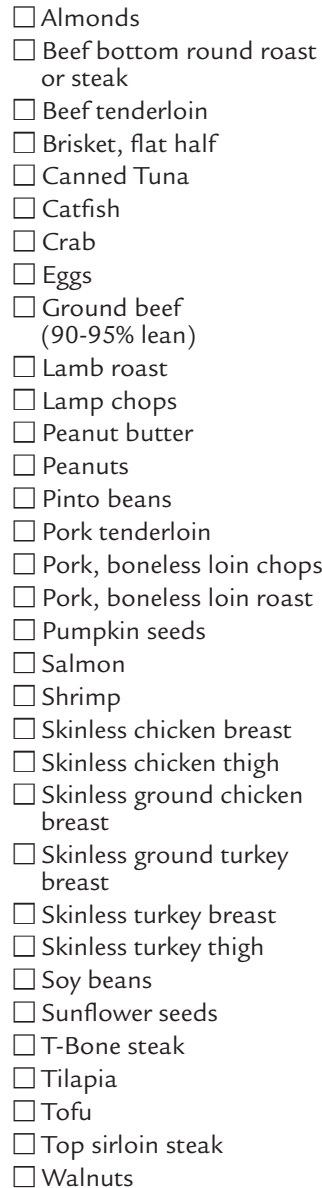 Almonds
Beef bottom round roast
or steak
Beef tenderloin
Brisket, flat half
Canned Tuna
Catfish
Crab
Eggs
Ground beef
(90-95% lean)
Lamb roast
Lamp chops
Peanut butter
Peanuts
Pinto beans
Pork tenderloin
Pork, boneless loin chops
Pork, boneless loin roast
Pumpkin seeds
Salmon
Shrimp
Skinless chicken breast
Skinless chicken thigh
Skinless ground chicken
breast
Skinless ground turkey
breast
Skinless turkey breast
Skinless turkey thigh
Soy beans
Sunflower seeds
T-Bone steak
Tilapia
Tofu
Top sirloin steak
Walnuts